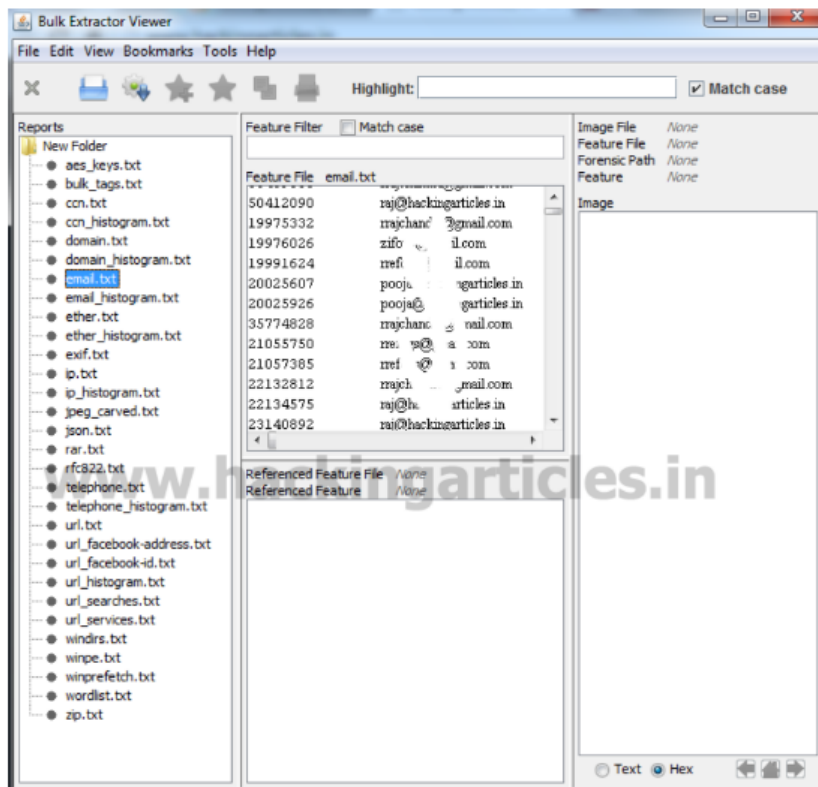 Bulk Extractor Viewer
File Edit View Bookmarks Tools Help
Highlight:
Match case
Reports
New Folder
aes_keys.txt
bulk_tags.txt
ccn.txt
ccn_histogram.txt
domain.txt
domain_histogram.txt
email.txt
email_histogram.txt
ether.txt
ether_histogram.txt
exif.txt
ip.txt
ip_histogram.txt
jpeg_carved.txt
json.txt
rar.txt
rfc822.txt
telephone.txt
telephone_histogram.txt
url.txt
url_facebook-address.txt
url_facebook-id.txt
url_histogram.txt
url_searches.txt
url_services.txt
windirs.txt
winpe.txt
winprefetch.txt
wordlist.txt
zip.txt
Feature Filter Match case
Feature File email.txt
50412090 raj@hackingarticles.in
19975332
19976026
19991624
20025607
20025926
35774828
21055750
21057385
22132812
22134575
23140892 raj@hackingarticles.in
Referenced Feature File None
Referenced Feature None
Image File None
Feature File None
Forensic Path None
Feature None
Image
Text Hex
www.hackingarticles.in